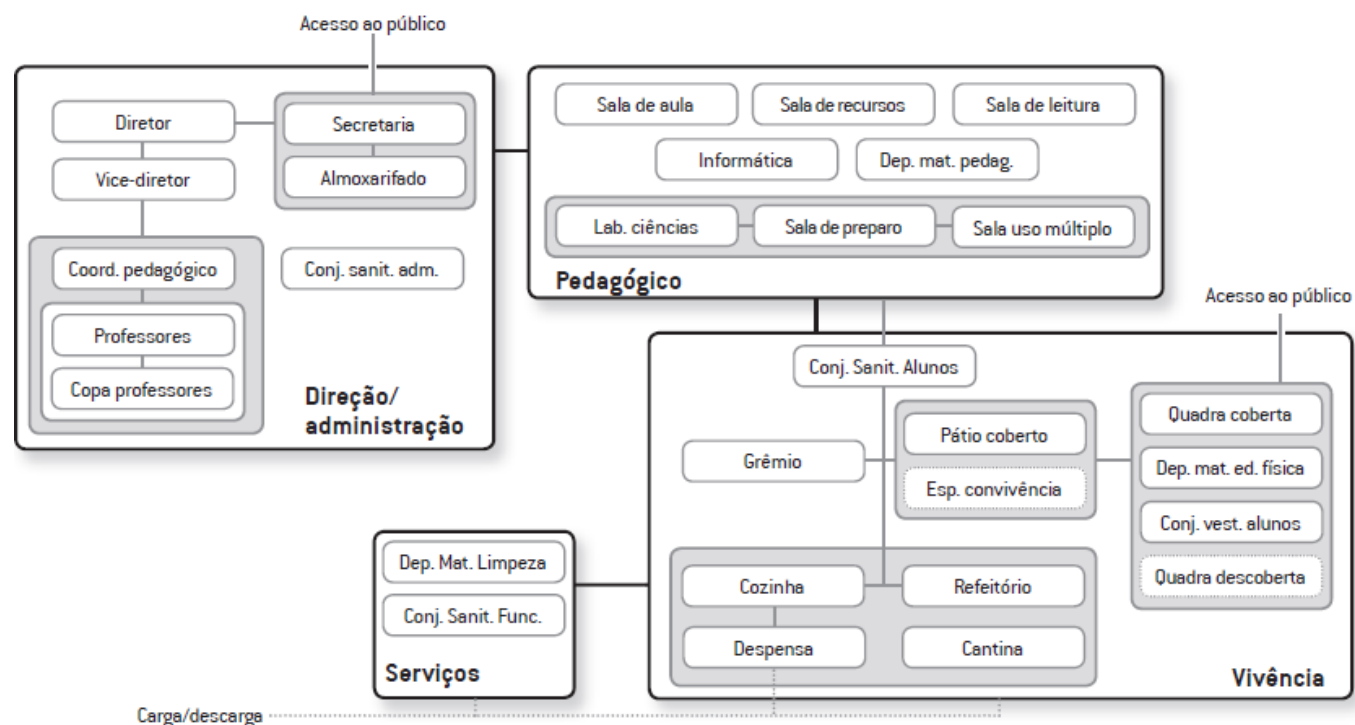 Acesso ao público
Diretor
Secretaria
Vice-diretor
Almoxarifado
Coord. pedagógico
Conj. sanit. adm.
Professores
Copa professores
Direção/
administração
Sala de aula
Sala de recursos
Sala de leitura
Informática
Dep. mat. pedag.
Lab. ciências
Sala de preparo
Sala uso múltiplo
Pedagógico
Acesso ao público
Conj. Sanit. Alunos
Grêmio
Pátio coberto
Esp. convivência
Quadra coberta
Dep. mat. ed. física
Conj. vest. alunos
Quadra descoberta
Cozinha
Refeitório
Despensa
Cantina
Vivência
Dep. Mat. Limpeza
Conj. Sanit. Func.
Serviços
Carga/descarga